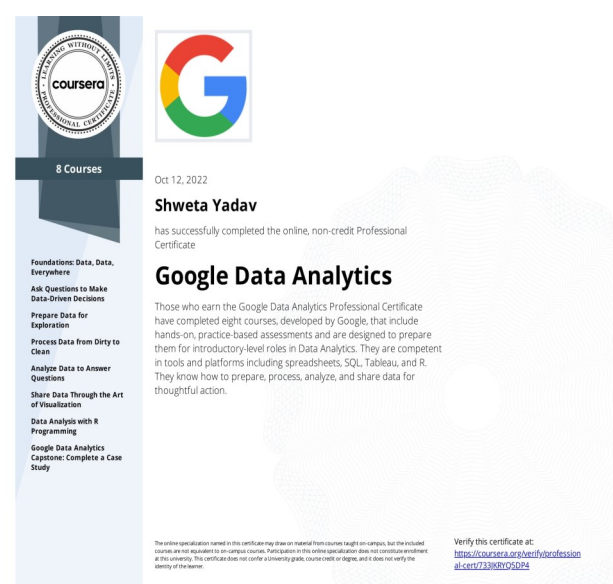 LEARNING WITHOUT LIMITS
coursera
PROFESSIONAL CERTIFICATE
8 Courses
Foundations: Data, Data,
Everywhere
Ask Questions to Make
Data-Driven Decisions
Prepare Data for
Exploration
Process Data from Dirty to
Clean
Analyze Data to Answer
Questions
Share Data Through the Art
of Visualization
Data Analysis with R
Programming
Google Data Analytics
Capstone: Complete a Case
Study
G
Oct 12, 2022
Shweta Yadav
has successfully completed the online, non-credit Professional
Certificate
Google Data Analytics
Those who earn the Google Data Analytics Professional Certificate
have completed eight courses, developed by Google, that include
hands-on, practice-based assessments and are designed to prepare
them for introductory-level roles in Data Analytics. They are competent
in tools and platforms including spreadsheets, SQL, Tableau, and R.
They know how to prepare, process, analyze, and share data for
thoughtful action.
The online specialization named in this certificate may draw on material from courses taught on-campus, but the included
courses are not equivalent to on-campus courses. Participation in this online specialization does not constitute enrollment
at this university. This certificate does not confer a University grade, course credit or degree, and it does not verify the
identity of the learner.
Verify this certificate at:
https://coursera.org/verify/profession
al-cert/733JKRYQ5DP4